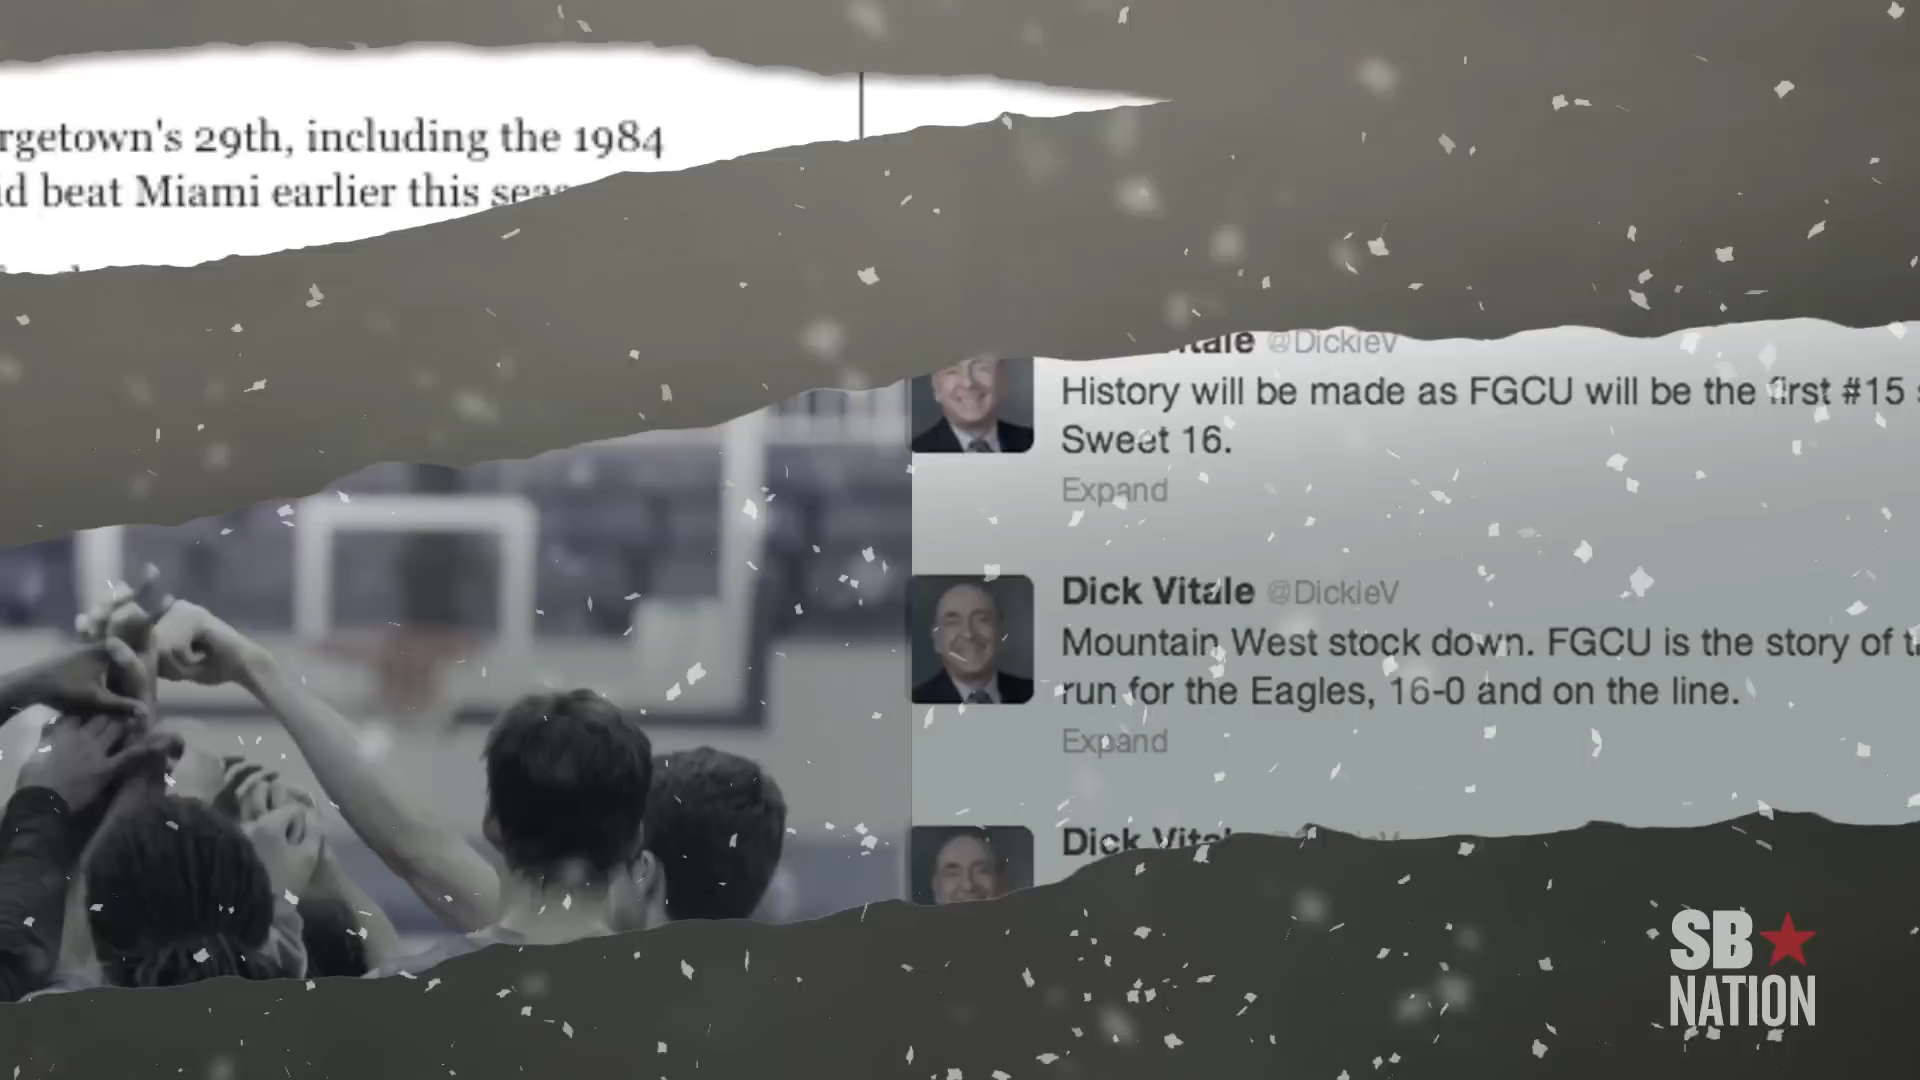 rgetown's 29th, including the 1984
id beat Miami earlier this
@DickieV
History will be made as FGCU will be the first #15
Sweet 16.
Expand
Dick Vitale @DickieV
Mountain West stock down. FGCU is the story of
run for the Eagles, 16-0 and on the line.
Expand
Dick
SB
NATION